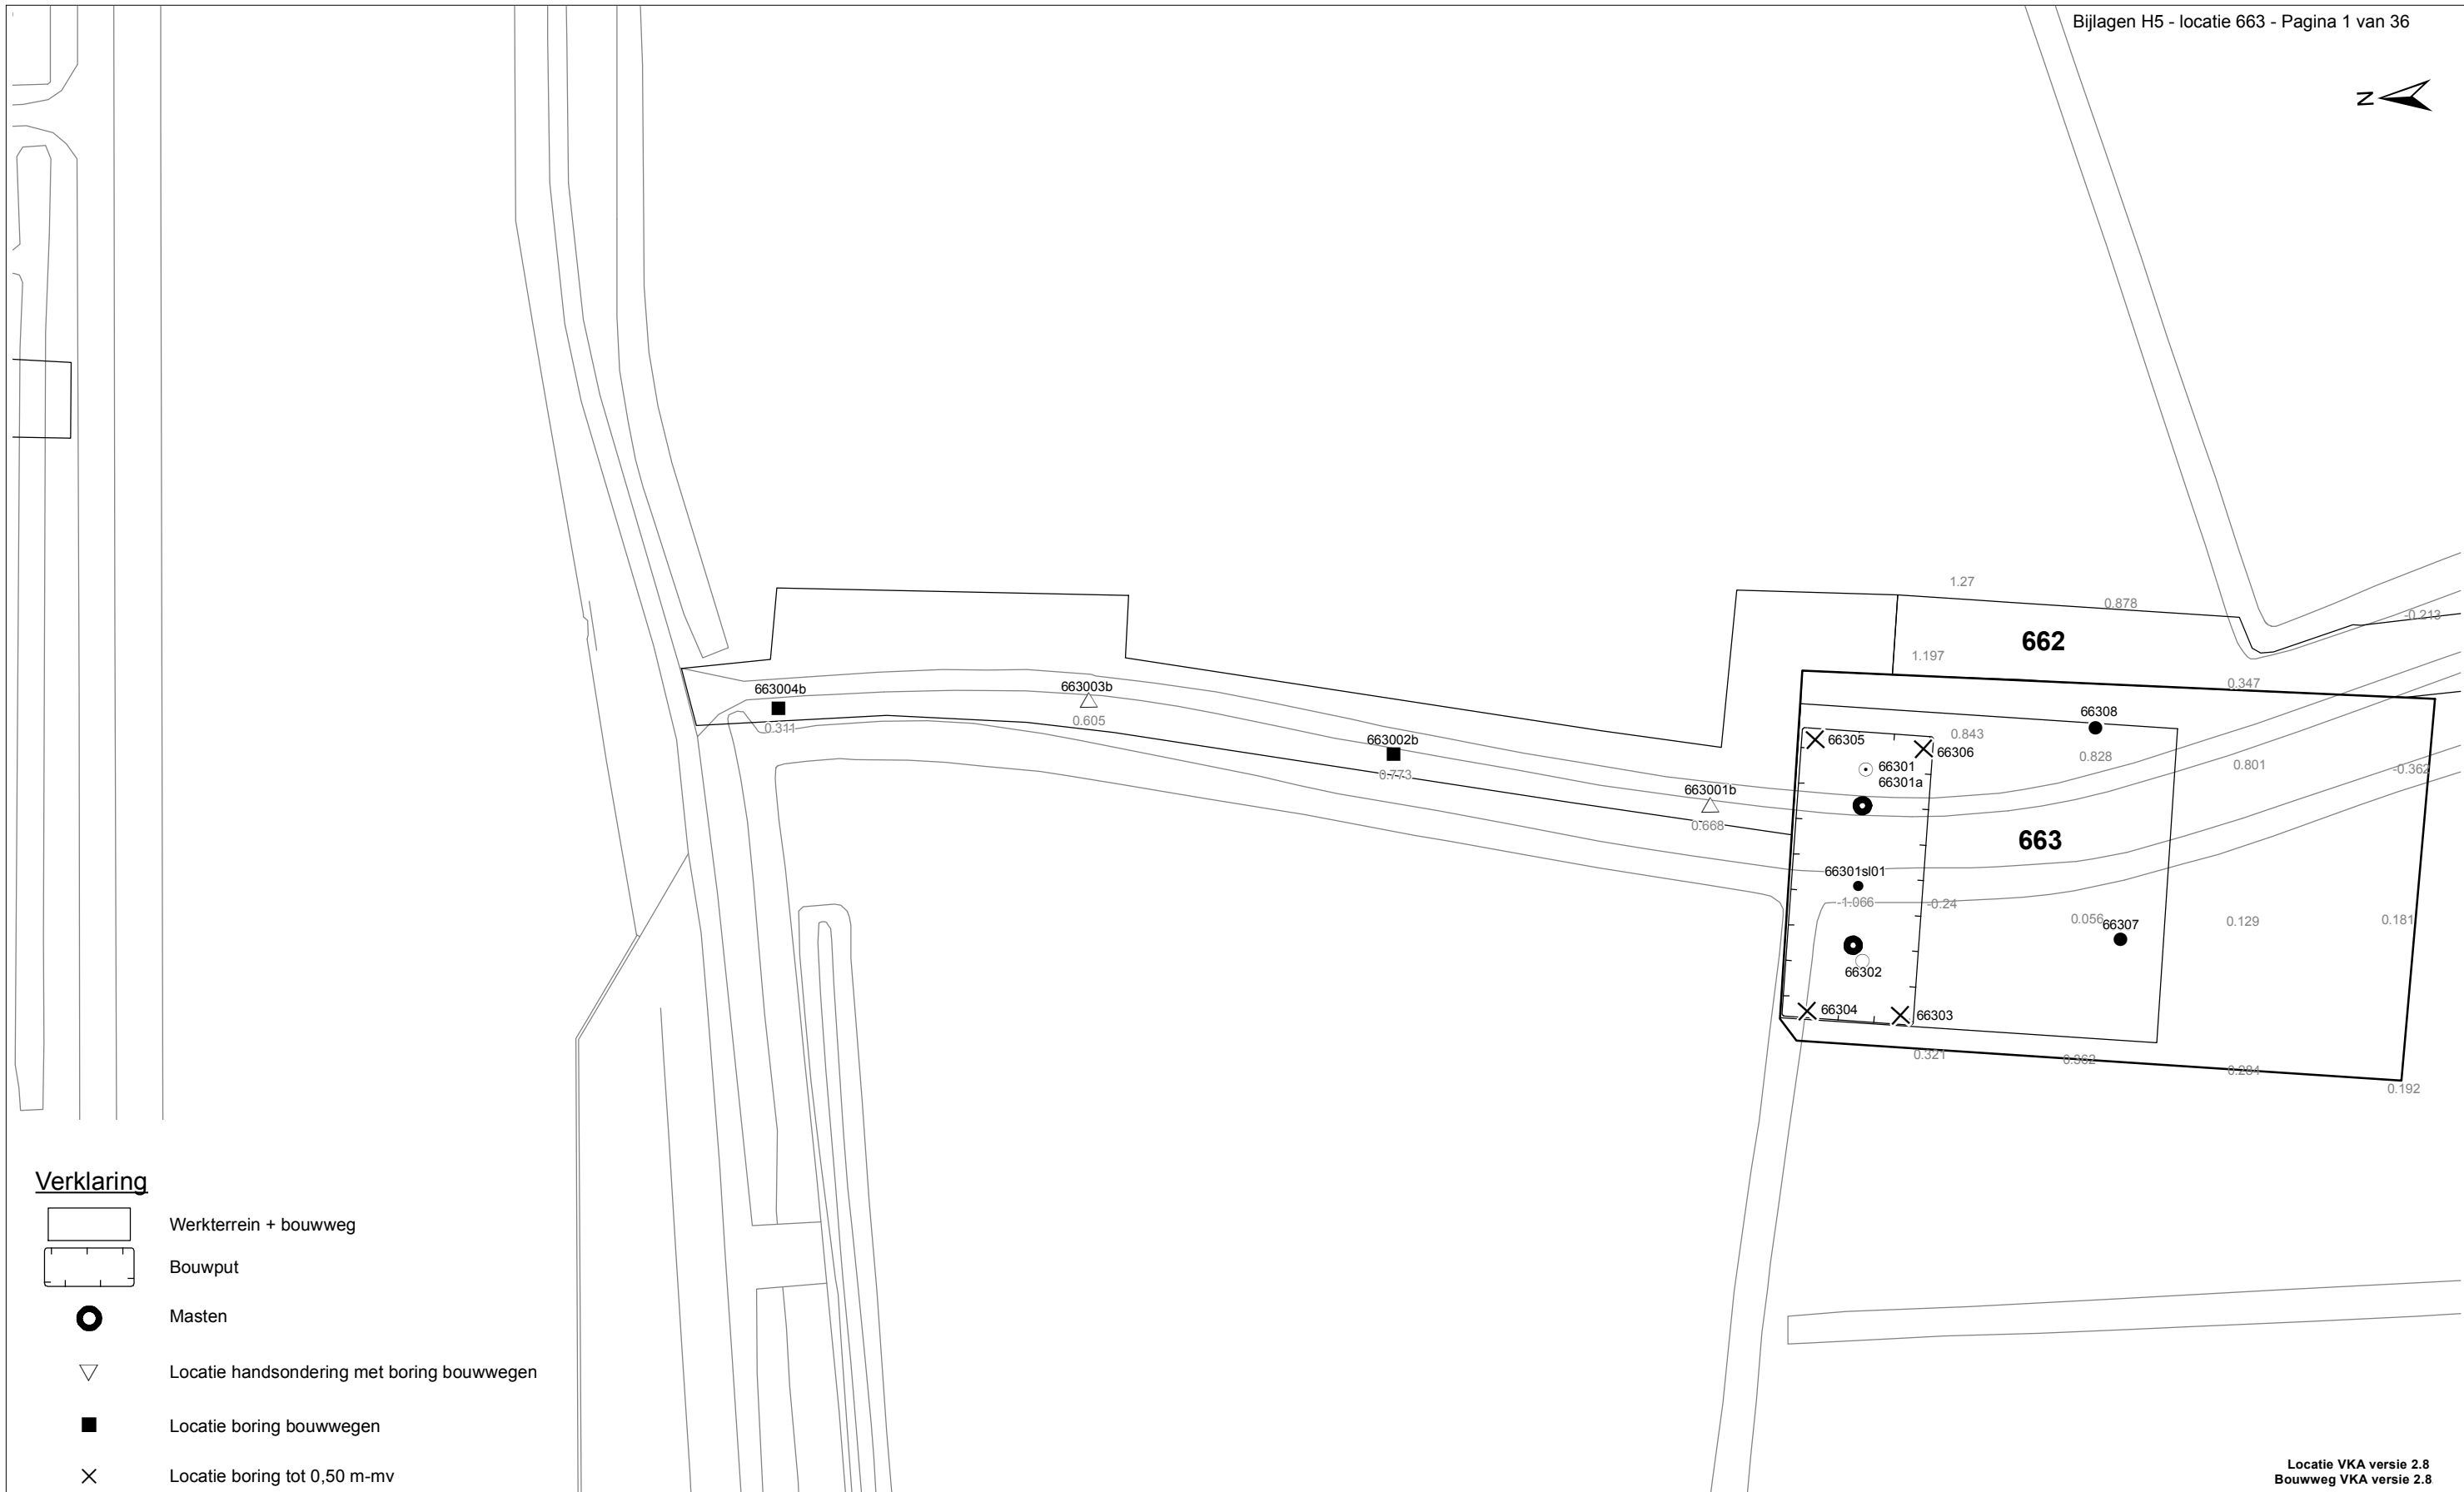 Bijlagen H5 - locatie 663 - Pagina 1 van 36
N
1.27
0.878
-0.213
662
1.197
0.347
663004b
0.311
663003b
0.605
663002b
0.773
663001b
0.668
66308
66305
0.843
66306
0.828
0.801
-0.362
66301
66301a
663
66301sl01
-1.066
-0.24
0.056
66307
0.129
0.181
66302
66304
66303
0.321
0.362
0.284
0.192
Verklaring
Werkterrein + bouwweg
Bouwput
Masten
Locatie handsondering met boring bouwwegen
Locatie boring bouwwegen
Locatie boring tot 0,50 m-mv
Locatie VKA versie 2.8
Bouwweg VKA versie 2.8